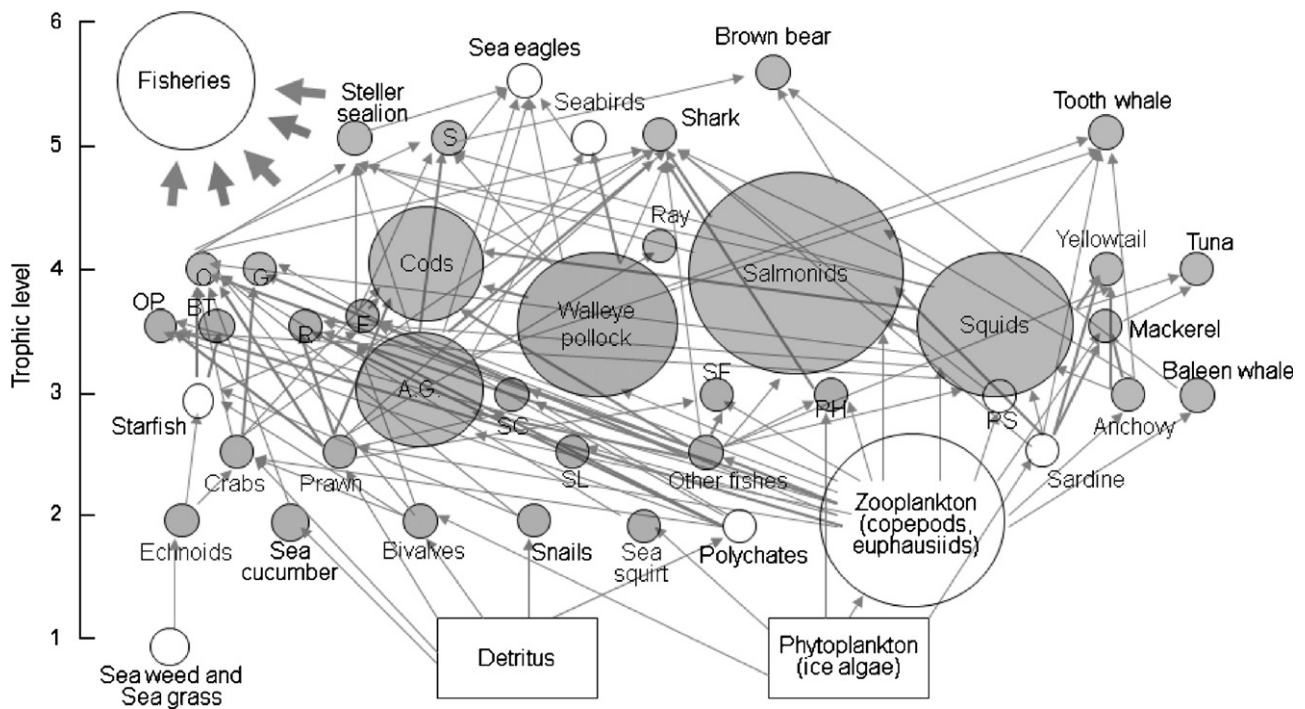 6
5
4
3
2
1
Trophic level
Fisheries
Steller
sealion
S
Sea eagles
Seabirds
Shark
Brown bear
Tooth whale
Ray
Cods
Walleye
pollock
Salmonids
Squids
Yellowtail
Tuna
Mackerel
Baleen whale
O
G
OP
BT
R
F
A.G.
SC
SF
PH
PS
Anchovy
Starfish
Crabs
Prawn
SL
Other fishes
Sardine
Zooplankton
(copepods,
euphausiids)
Echnoids
Sea
cucumber
Bivalves
Snails
Sea
squirt
Polychates
Sea weed and
Sea grass
Detritus
Phytoplankton
(ice algae)